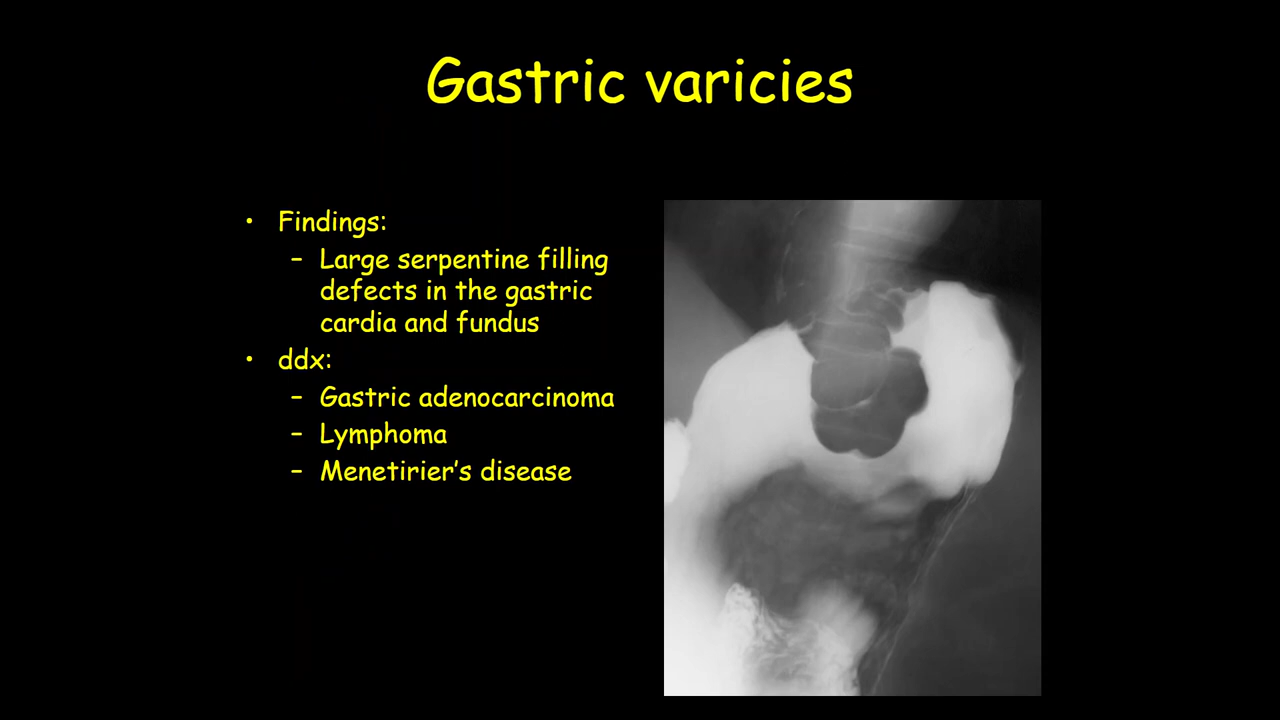 Gastric varicies
• Findings:
– Large serpentine filling
defects in the gastric
cardia and fundus
• ddx:
– Gastric adenocarcinoma
– Lymphoma
– Menetirier’s disease